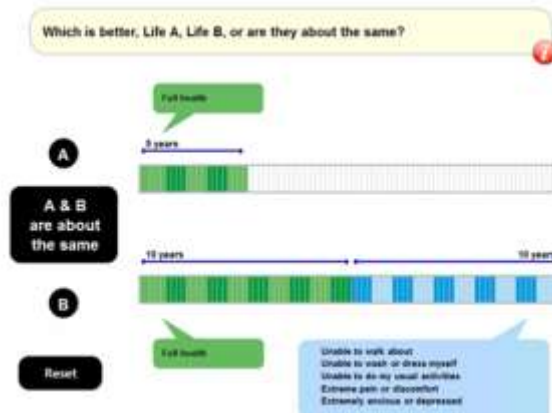 Which is better, Life A, Life B, or are they about the same?
i
Full health
5 years
A
A & B
are about
the same
10 years
10 years
B
Full health
Unable to walk about
Unable to wash or dress myself
Unable to do my usual activities
Extreme pain or discomfort
Extremely anxious or depressed
Reset